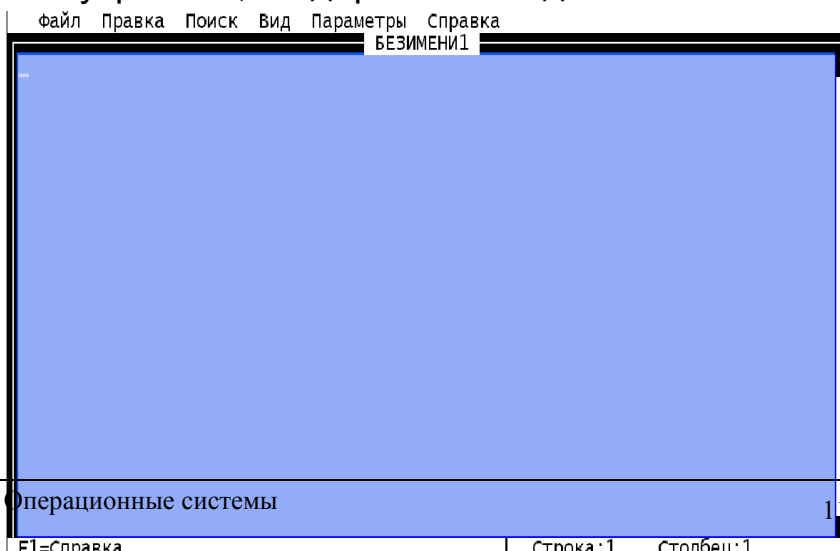 Файл Правка Поиск Вид Параметры Справка
БЕЗИМЕНИ1
Операционные системы 1
F1=Справка Строка:1 Столбец:1